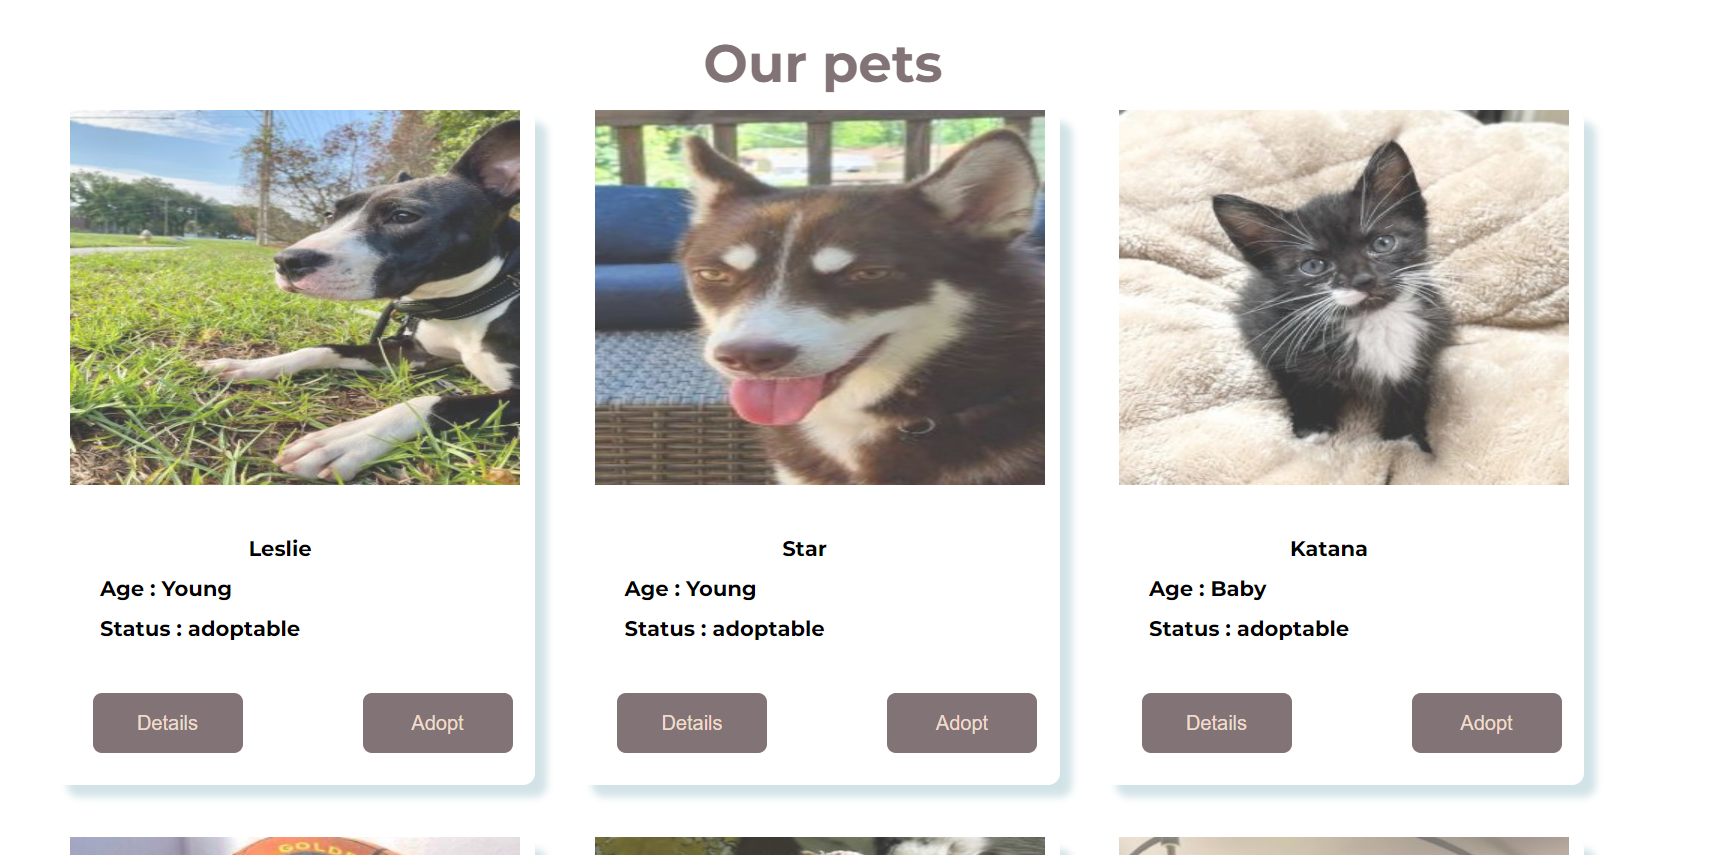 Our pets
Leslie
Age : Young
Status : adoptable
Details
Adopt
Star
Age : Young
Status : adoptable
Details
Adopt
Katana
Age : Baby
Status : adoptable
Details
Adopt